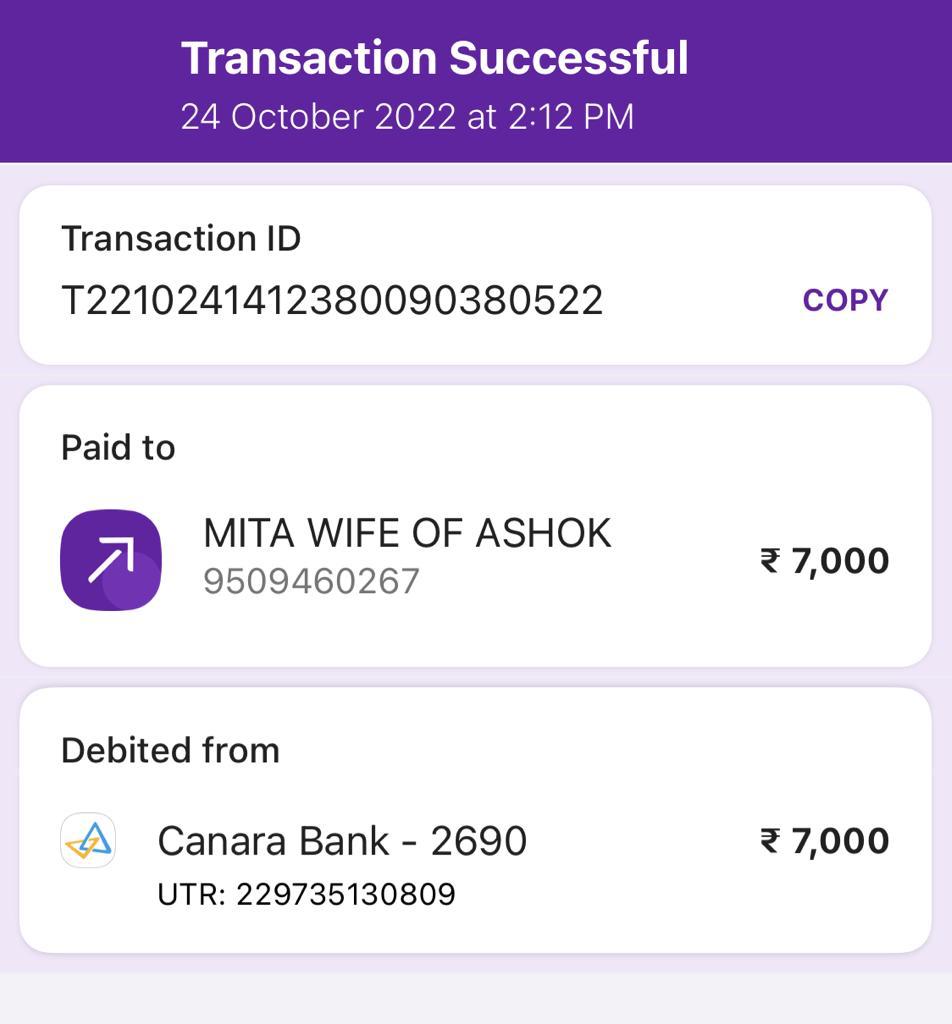 Transaction Successful
24 October 2022 at 2:12 PM
Transaction ID
T2210241412380090380522
COPY
Paid to
MITA WIFE OF ASHOK
9509460267
₹ 7,000
Debited from
Canara Bank - 2690
₹ 7,000
UTR: 229735130809